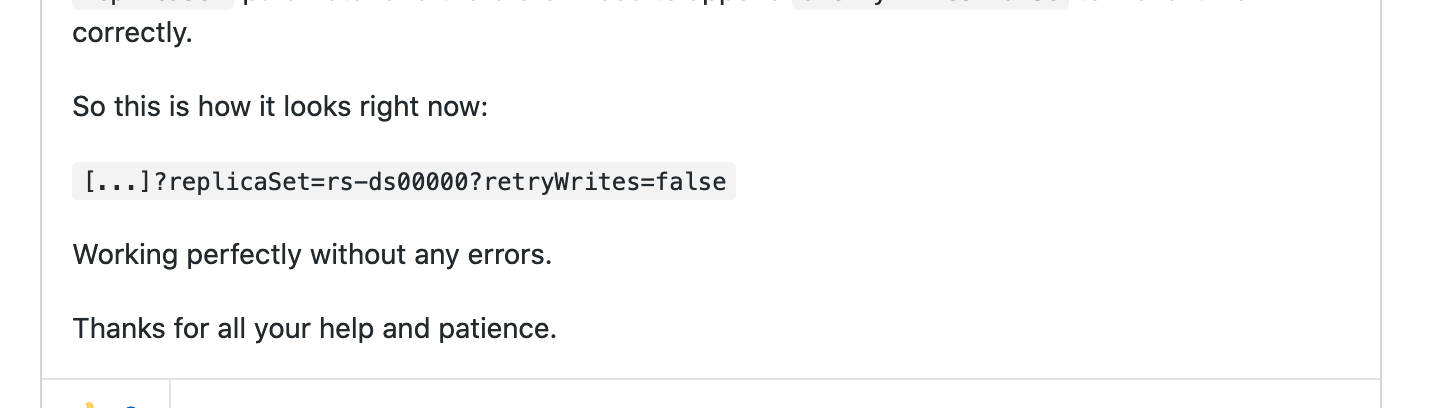 correctly.
So this is how it looks right now:
[...]?replicaSet=rs-ds00000?retryWrites=false
Working perfectly without any errors.
Thanks for all your help and patience.